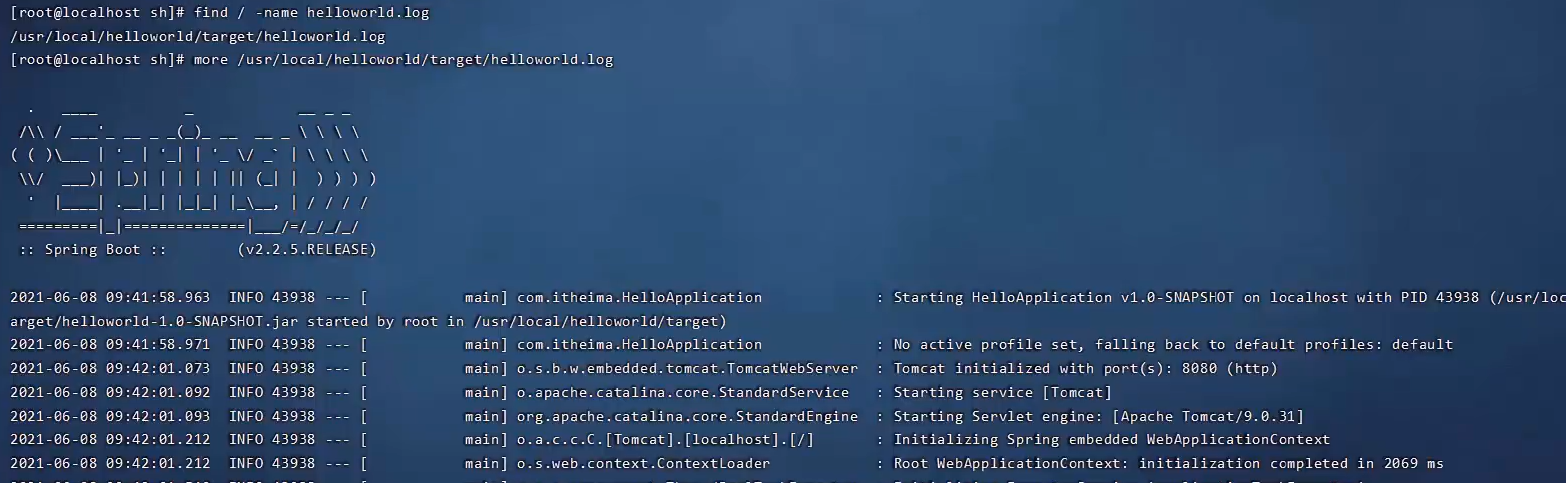 [root@localhost sh]# find / -name helloworld.log
/usr/local/helloworld/target/helloworld.log
[root@localhost sh]# more /usr/local/helloworld/target/helloworld.log
  .   ____          _            __ _ _
 /\\ / ___'_ __ _ _(_)_ __  __ _ \ \ \ \
( ( )\___ | '_ | '_| | '_ \/ _` | \ \ \ \
 \\/  ___)| |_)| | | | | || (_| |  ) ) ) )
  '  |____| .__|_| |_|_| |_\__, | / / / /
 =========|_|==============|___/=/_/_/_/
 :: Spring Boot ::        (v2.2.5.RELEASE)
2021-06-08 09:41:58.963  INFO 43938 --- [           main] com.itheima.HelloApplication             : Starting HelloApplication v1.0-SNAPSHOT on localhost with PID 43938 (/usr/loc
arget/helloworld-1.0-SNAPSHOT.jar started by root in /usr/local/helloworld/target)
2021-06-08 09:41:58.971  INFO 43938 --- [           main] com.itheima.HelloApplication             : No active profile set, falling back to default profiles: default
2021-06-08 09:42:01.073  INFO 43938 --- [           main] o.s.b.w.embedded.tomcat.TomcatWebServer  : Tomcat initialized with port(s): 8080 (http)
2021-06-08 09:42:01.092  INFO 43938 --- [           main] o.apache.catalina.core.StandardService   : Starting service [Tomcat]
2021-06-08 09:42:01.093  INFO 43938 --- [           main] org.apache.catalina.core.StandardEngine  : Starting Servlet engine: [Apache Tomcat/9.0.31]
2021-06-08 09:42:01.212  INFO 43938 --- [           main] o.a.c.c.C.[Tomcat].[localhost].[/]       : Initializing Spring embedded WebApplicationContext
2021-06-08 09:42:01.212  INFO 43938 --- [           main] o.s.web.context.ContextLoader            : Root WebApplicationContext: initialization completed in 2069 ms